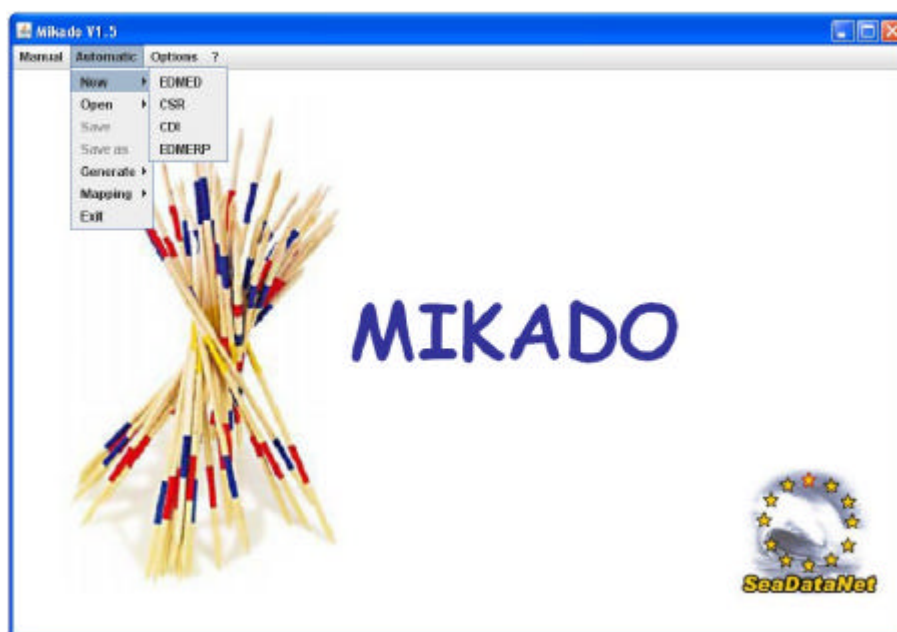 Mikado V1.5
Manual Automatic Options ?
New EDMED
Open CSR
Save CDI
Save as EDMERP
Generate
Mapping
Exit
MIKADO
SeaDataNet